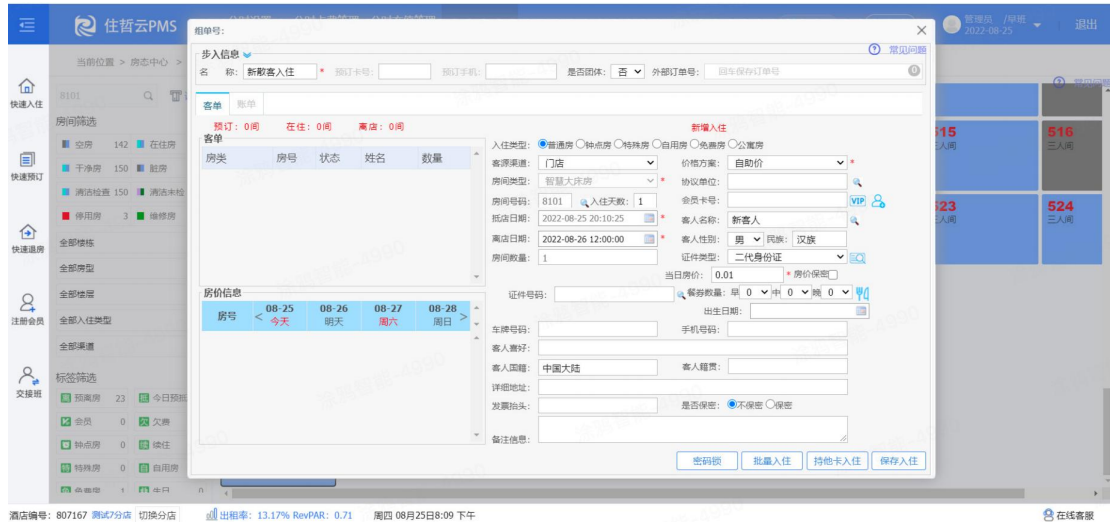 住哲云PMS
管理员 /早班
2022-08-25
退出
当前位置 > 房态中心 >
常见问题
快速入住
快速预订
快速退房
注册会员
交接班
8101
房间筛选
空房 142 在住房
干净房 150 脏房
清洁检查 150 清洁未检
停用房 3 维修房
全部楼栋
全部房型
全部楼层
全部入住类型
全部渠道
标签筛选
预离房 23 今日预抵
会员 0 欠费
钟点房 0 续住
特殊房 0 自用房
免费房 1 生日 0
组单号:
步入信息
常见问题
名 称: 新散客入住 * 预订卡号: 预订手机: 是否团体: 否 外部订单号: 回车保存订单号
客单 账单
预订: 0间 在住: 0间 离店: 0间
客单
房类 房号 状态 姓名 数量
房价信息
房号 < 08-25 08-26 08-27 08-28 >
今天 明天 周六 周日
新增入住
入住类型: 普通房 钟点房 特殊房 自用房 免费房 公寓房
客源渠道: 门店 价格方案: 自助价 *
房间类型: 智慧大床房 * 协议单位:
房间号码: 8101 入住天数: 1 会员卡号: VIP
抵店日期: 2022-08-25 20:10:25 * 客人名称: 新客人
离店日期: 2022-08-26 12:00:00 * 客人性别: 男 民族: 汉族
房间数量: 1 证件类型: 二代身份证
当日房价: 0.01 * 房价保密
证件号码: 餐券数量: 早 0 中 0 晚 0
出生日期:
车牌号码: 手机号码:
客人喜好:
客人国籍: 中国大陆 客人籍贯:
详细地址:
发票抬头: 是否保密: 不保密 保密
备注信息:
密码锁 批量入住 持他卡入住 保存入住
515
三人间
516
三人间
523
三人间
524
三人间
酒店编号: 807167 测试7分店 切换分店 出租率: 13.17% RevPAR: 0.71 周四 08月25日8:09 下午 在线客服